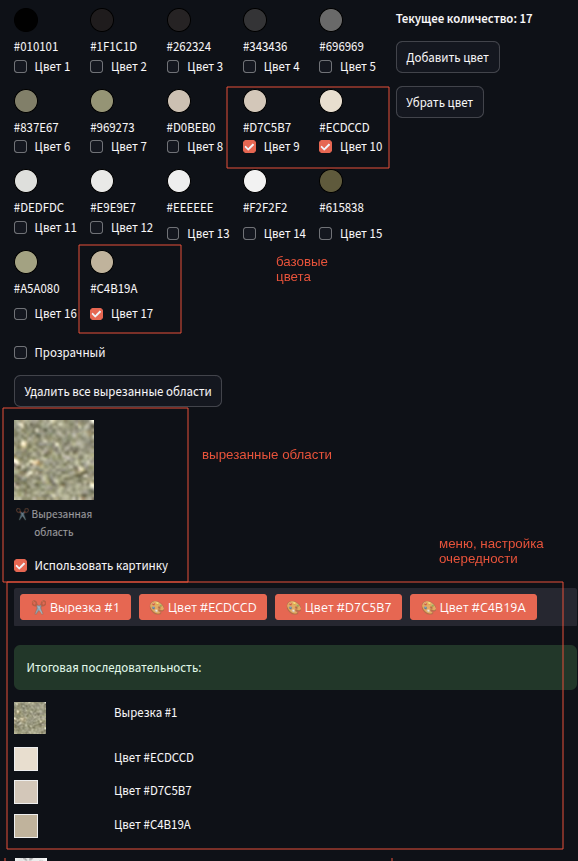 Текущее количество: 17
#010101 #1F1C1D #262324 #343436 #696969
Цвет 1 Цвет 2 Цвет 3 Цвет 4 Цвет 5
Добавить цвет
Убрать цвет
#837E67 #969273 #D0BEB0 #D7C5B7 #ECDCCD
Цвет 6 Цвет 7 Цвет 8 Цвет 9 Цвет 10
#DEDFDC #E9E9E7 #EEEEEE #F2F2F2 #615838
Цвет 11 Цвет 12 Цвет 13 Цвет 14 Цвет 15
базовые
цвета
#A5A080 #C4B19A
Цвет 16 Цвет 17
Прозрачный
Удалить все вырезанные области
вырезанные области
Вырезанная
область
меню, настройка
очередности
Использовать картинку
Вырезка #1 Цвет #ECDCCD Цвет #D7C5B7 Цвет #C4B19A
Итоговая последовательность:
Вырезка #1
Цвет #ECDCCD
Цвет #D7C5B7
Цвет #C4B19A